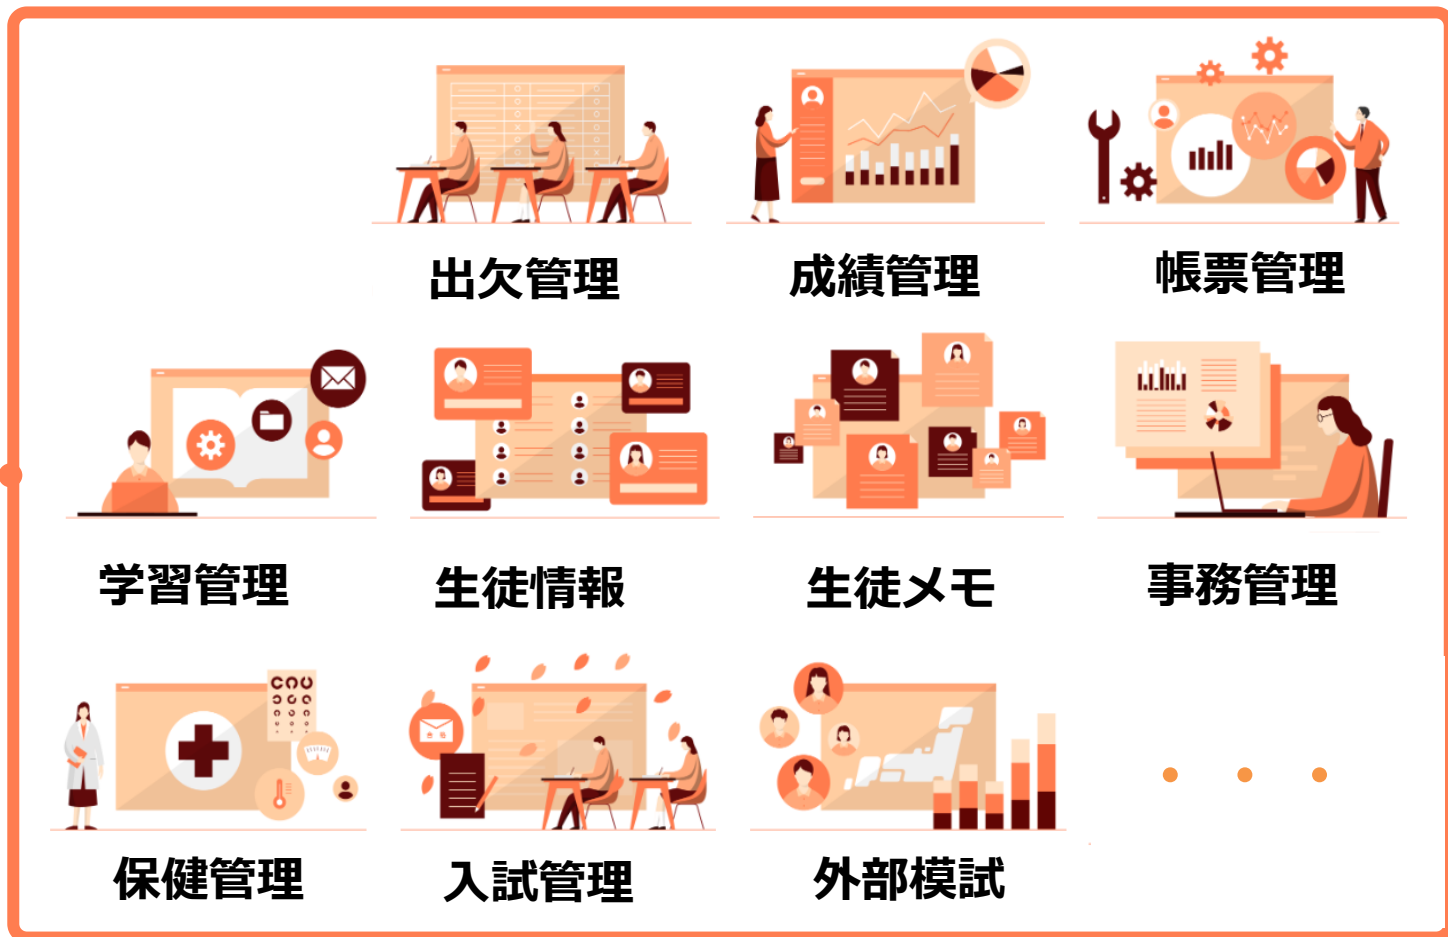 出欠管理
成績管理
帳票管理
学習管理
生徒情報
生徒メモ
事務管理
保健管理
入試管理
外部模試